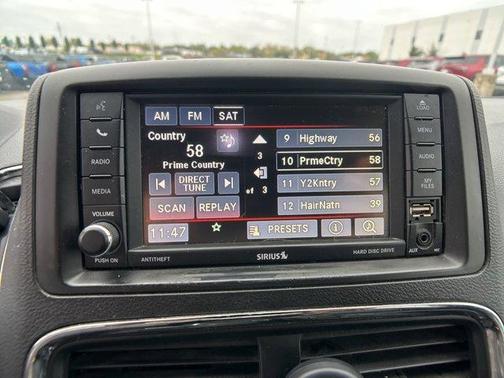 AM FM SAT
Country
58
Prime Country
DIRECT
TUNE
SCAN REPLAY
11:47
3
of 3
9 Highway 56
10 PrmeCtry 58
11 Y2Kntry 57
12 HairNatn 39
PRESETS
RADIO
MEDIA
VOLUME
PUSH ON
ANTITHEFT
SIRIUS
HARD DISC DRIVE
LOAD
MENU
AUDIO
MY
FILES
AUX